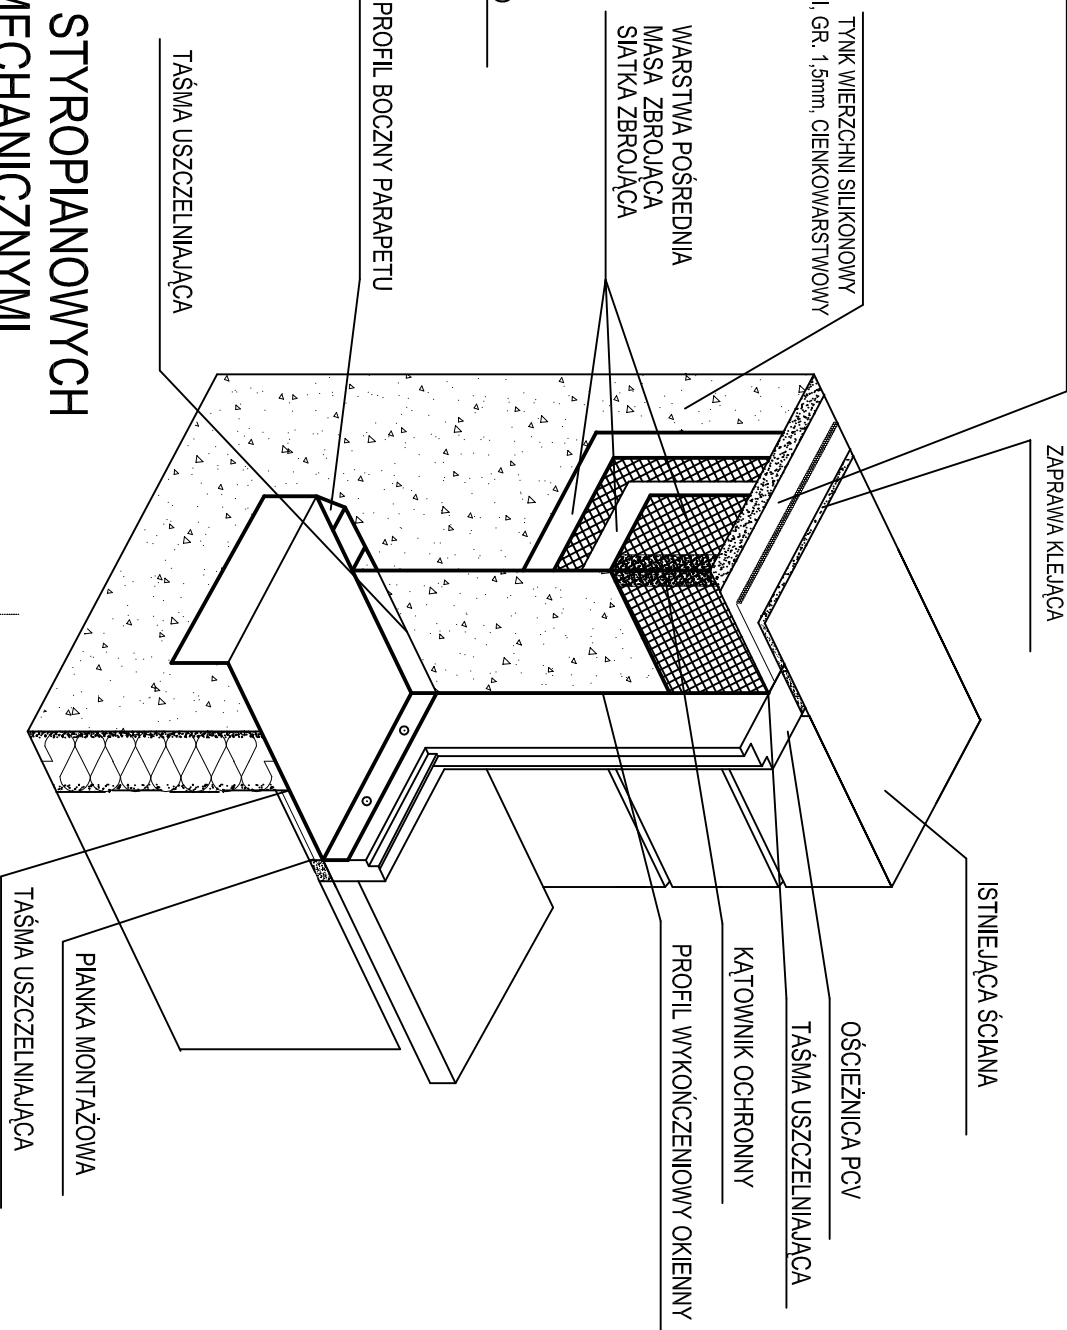 ZAPRAWA KLEJĄCA
ISTNIEJĄCA ŚCIANA
TYNK WIERZCHNI SILIKONOWY
GR. 1,5mm, CIENKOWARSTWOWY
OŚCIEŻNICA PCV
TAŚMA USZCZELNIAJĄCA
KĄTOWNIK OCHRONNY
PROFIL WYKOŃCZENIOWY OKIENNY
WARSTWA POŚREDNIA
MASA ZBROJĄCA
SIATKA ZBROJĄCA
PROFIL BOCZNY PARAPETU
TAŚMA USZCZELNIAJĄCA
PIANKA MONTAŻOWA
TAŚMA USZCZELNIAJĄCA
STYROPIANOWYCH
MECHANICZNYMI